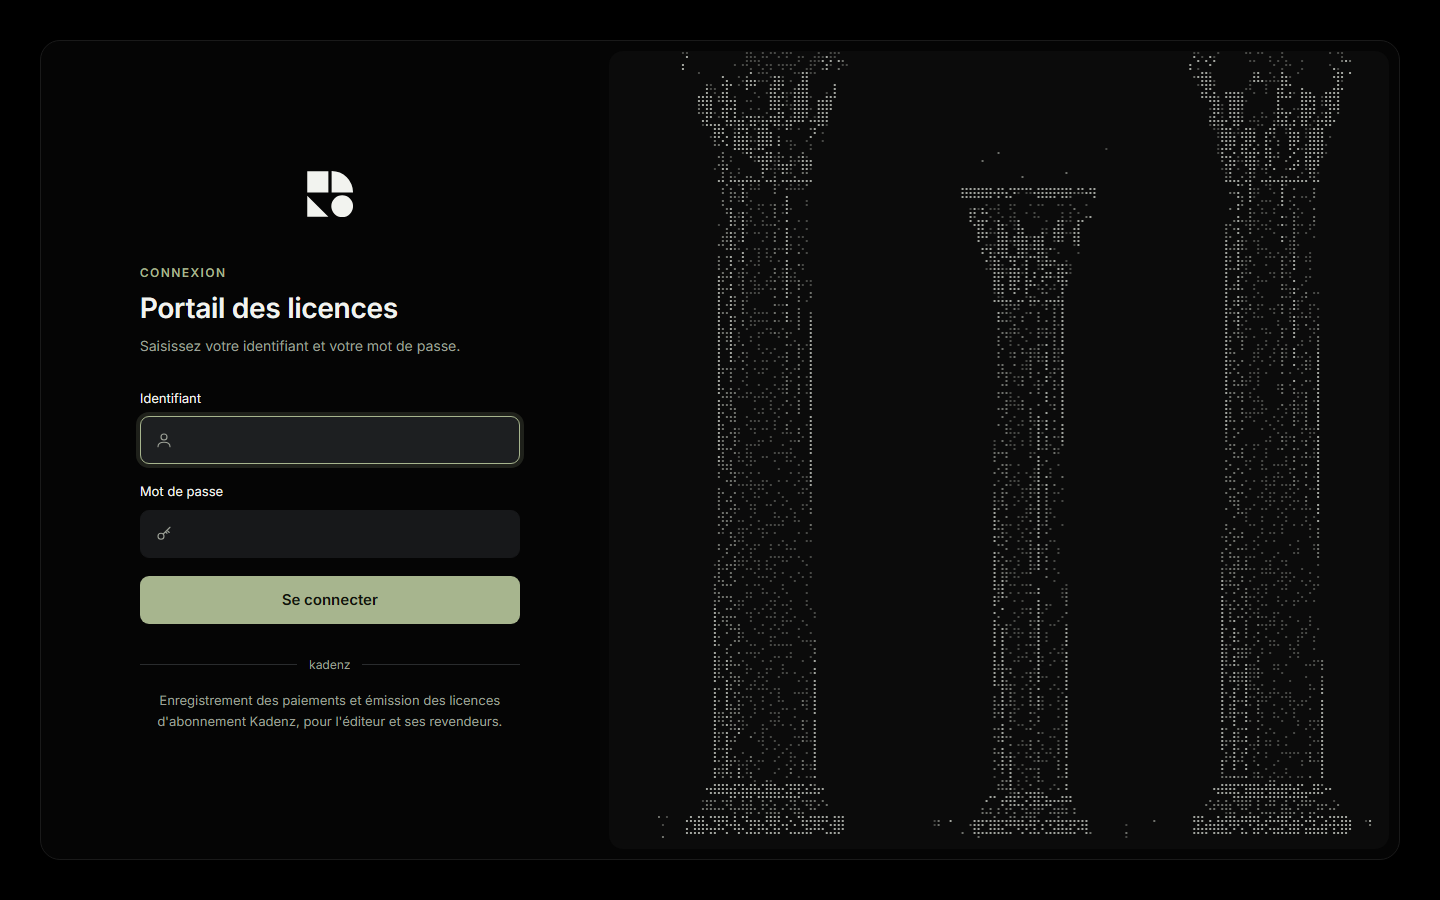 CONNEXION
Portail des licences
Saisissez votre identifiant et votre mot de passe.
Identifiant
Mot de passe
Se connecter
kadenz
Enregistrement des paiements et émission des licences
d'abonnement Kadenz, pour l'éditeur et ses revendeurs.